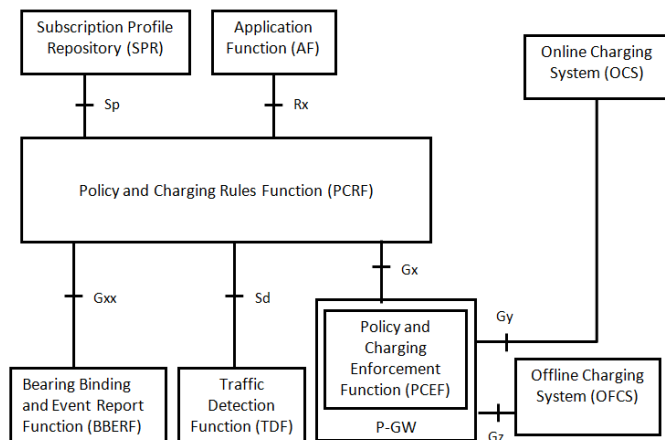 Subscription Profile
Repository (SPR)
Application
Function (AF)
Online Charging
System (OCS)
Sp
Rx
Policy and Charging Rules Function (PCRF)
Gxx
Sd
Gx
Gy
Policy and
Charging
Enforcement
Function (PCEF)
P-GW
Bearing Binding
and Event Report
Function (BBERF)
Traffic
Detection
Function (TDF)
Offline Charging
System (OFCS)
Gz